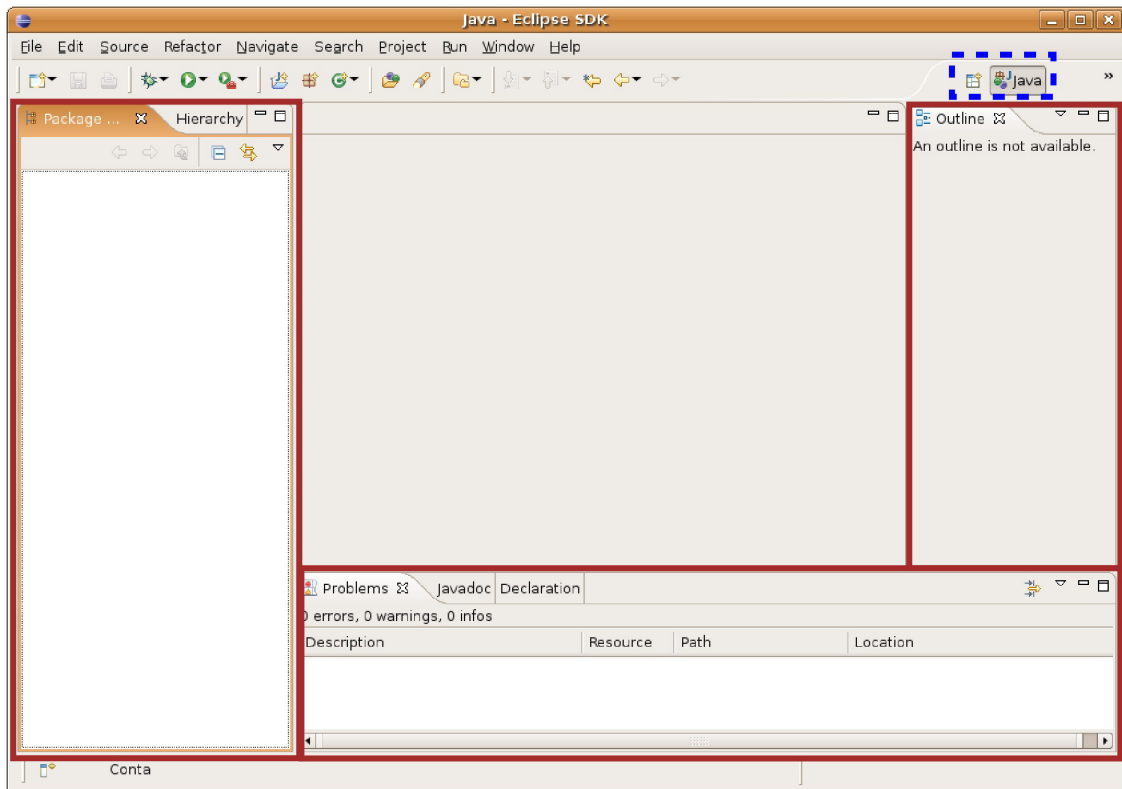 Java - Eclipse SDK
File Edit Source Refactor Navigate Search Project Run Window Help
Java »
Package ... Hierarchy
Outline
An outline is not available.
Problems Javadoc Declaration
0 errors, 0 warnings, 0 infos
Description Resource Path Location
Conta